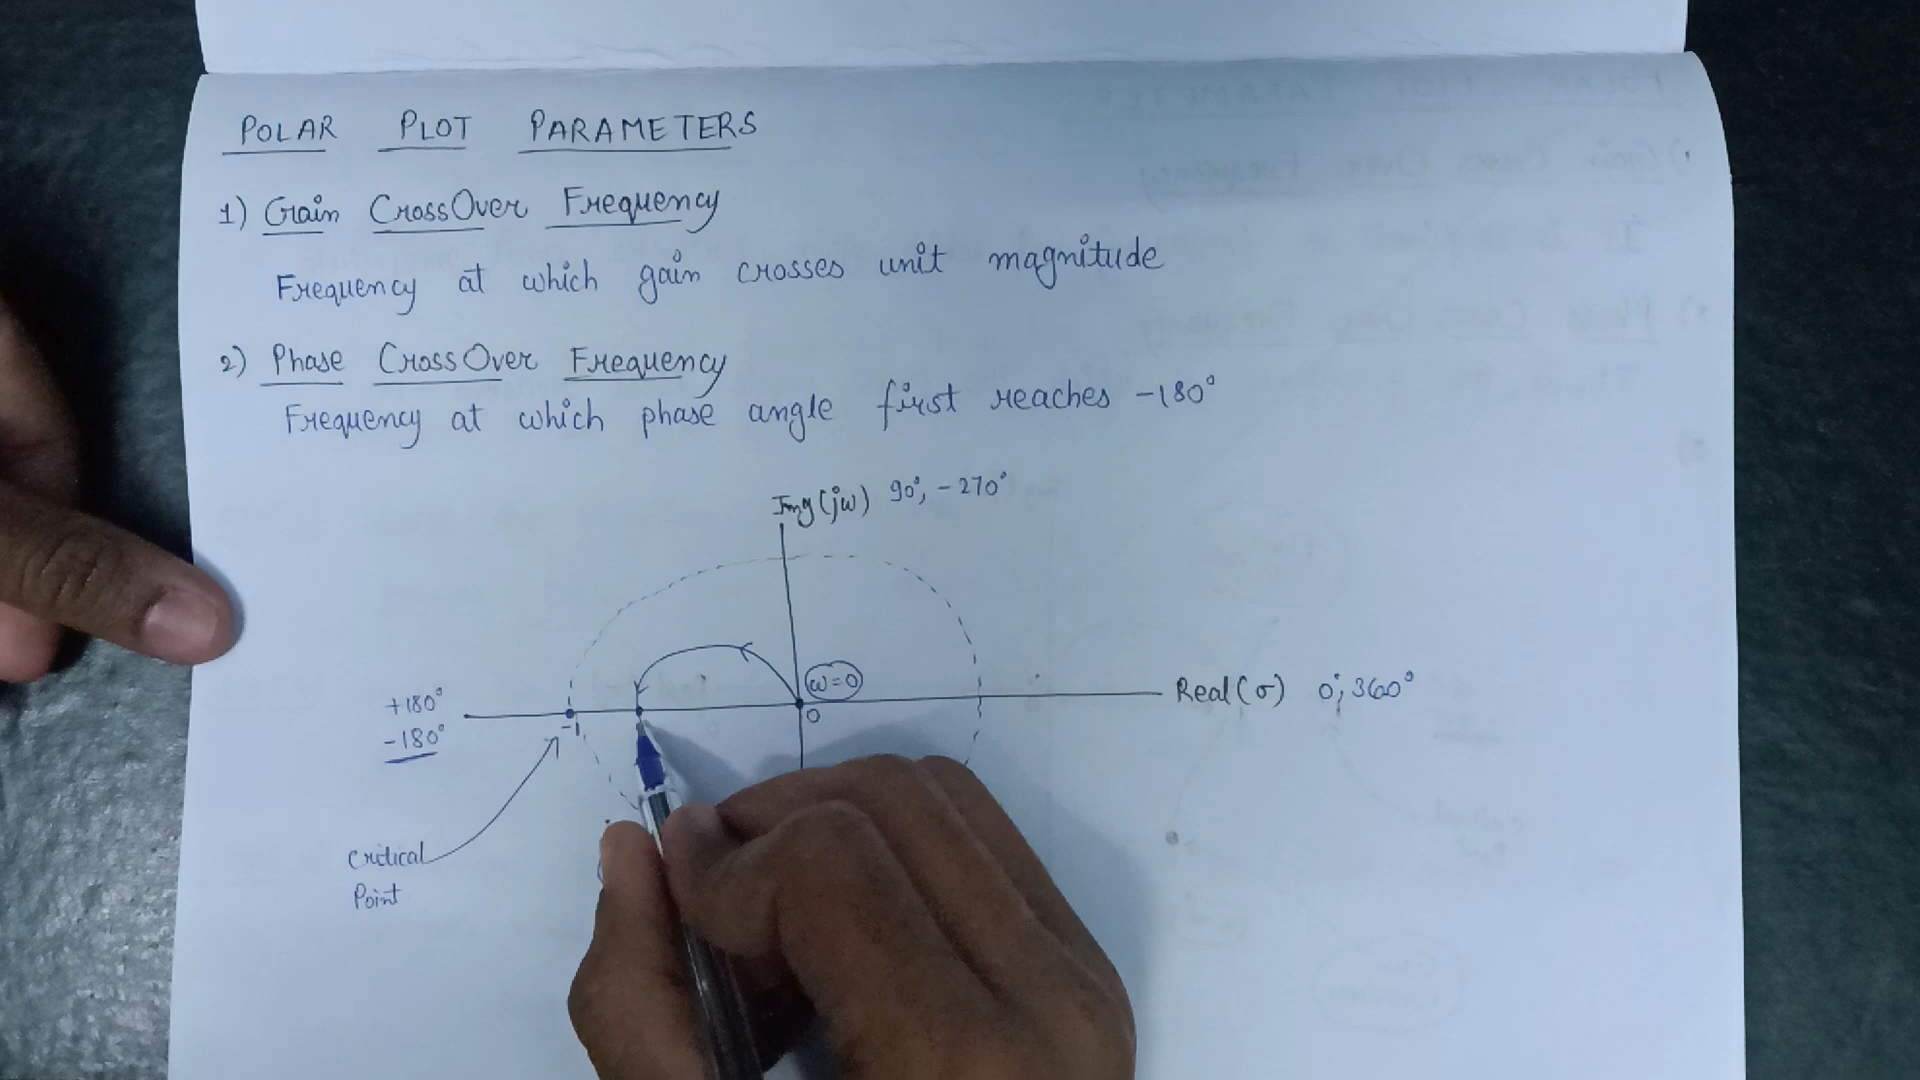 POLAR PLOT PARAMETERS
1) Gain CrossOver Frequency
Frequency at which gain crosses unit magnitude
2) Phase CrossOver Frequency
Frequency at which phase angle first reaches -180°
Img(jω) 90°, -270°
ω=0
Real(σ) 0°, 360°
+180°
-180°
-1
0
Critical
Point